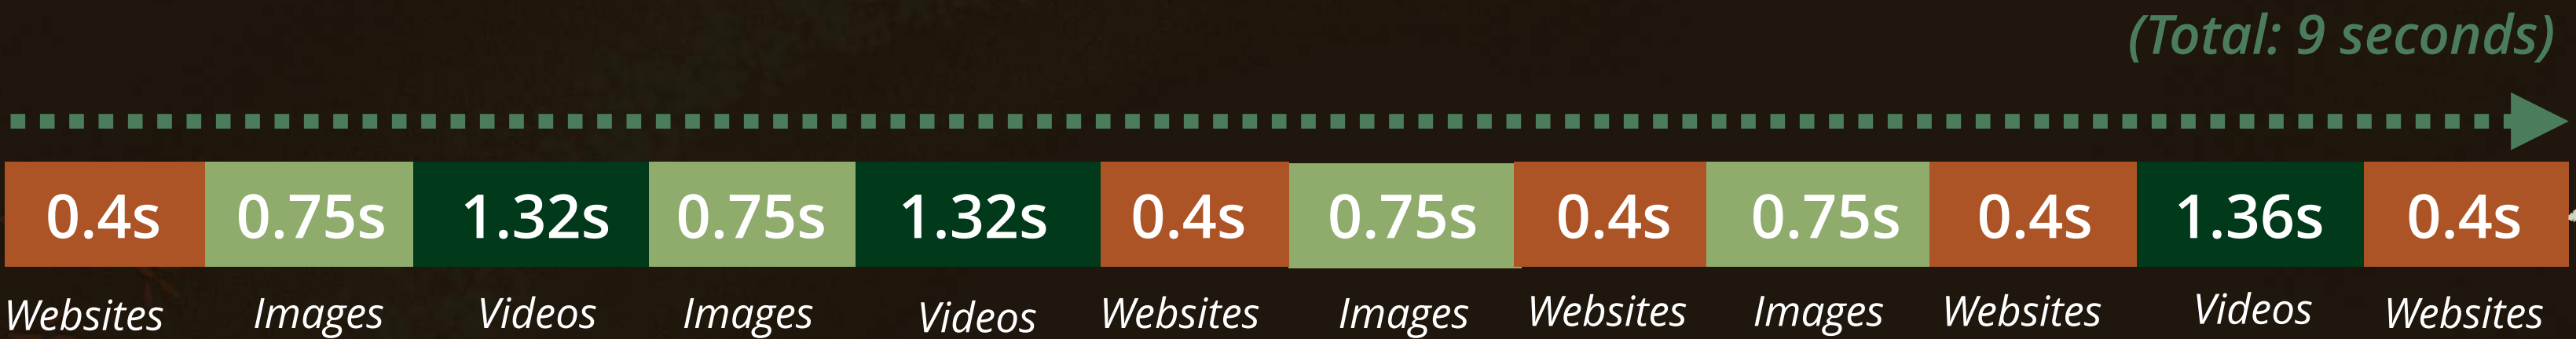 (Total: 9 seconds)
0.4s 0.75s 1.32s 0.75s 1.32s 0.4s 0.75s 0.4s 0.75s 0.4s 1.36s 0.4s
Websites Images Videos Images Videos Websites Images Websites Images Websites Videos Websites